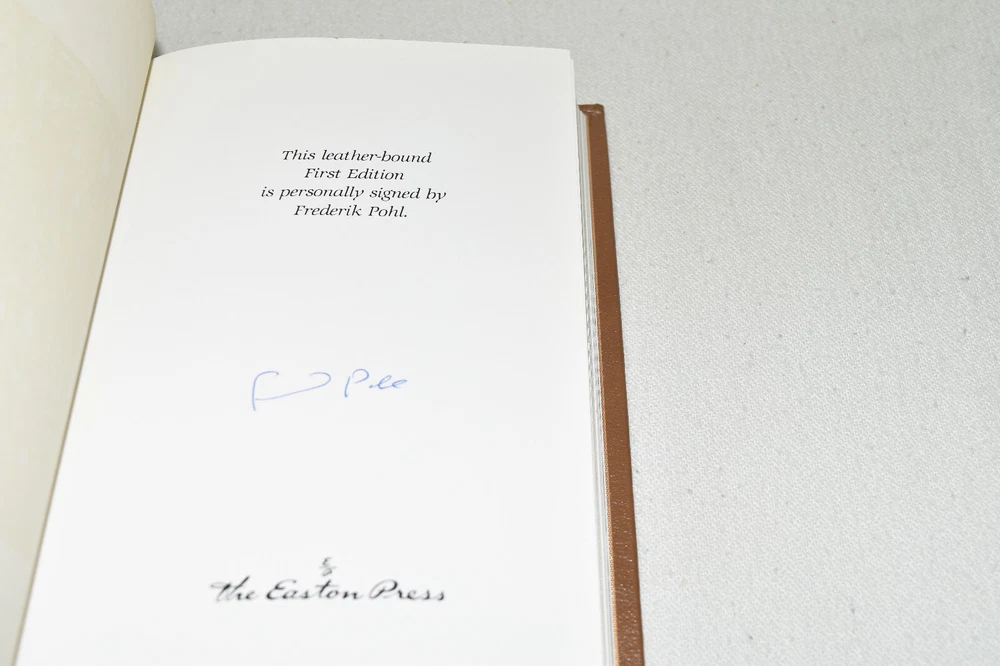 This leather-bound
First Edition
is personally signed by
Frederik Pohl.
The Easton Press